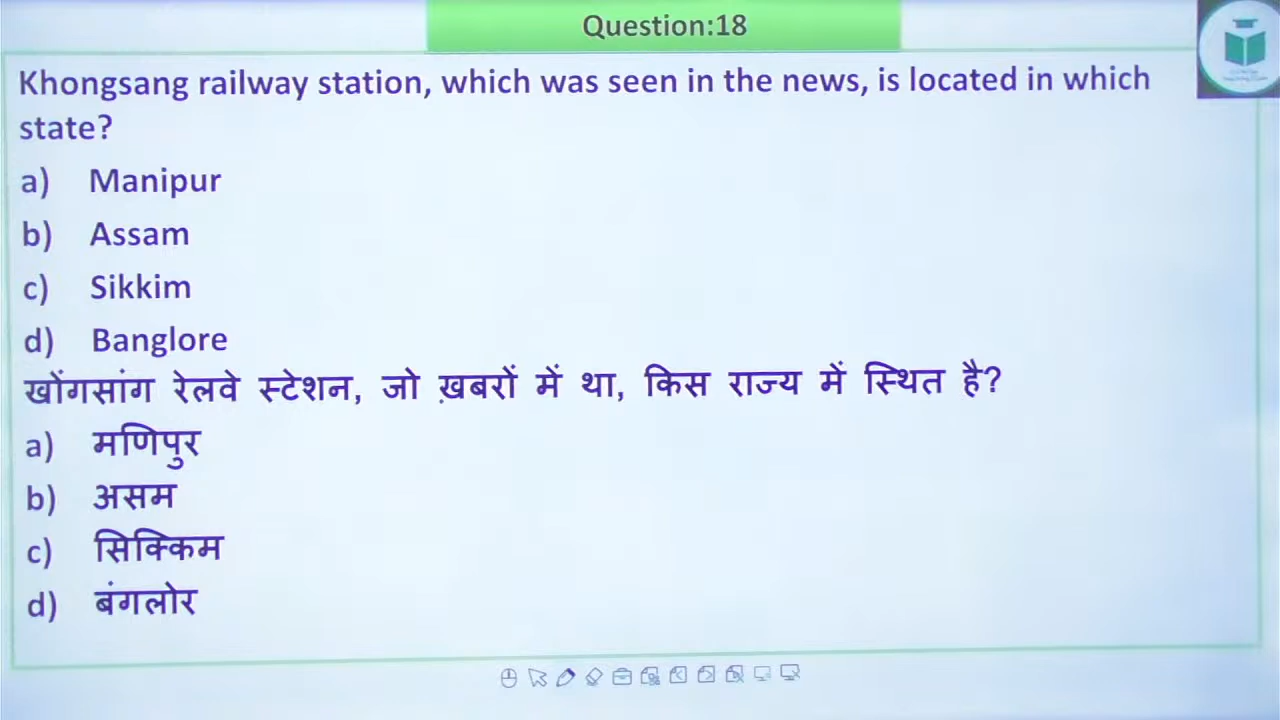 Question:18
Khongsang railway station, which was seen in the news, is located in which
state?
a) Manipur
b) Assam
c) Sikkim
d) Banglore
खोंगसांग रेलवे स्टेशन, जो ख़बरों में था, किस राज्य में स्थित है?
a) मणिपुर
b) असम
c) सिक्किम
d) बंगलोर